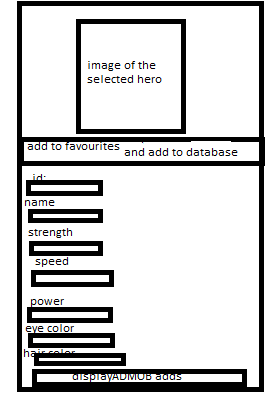 image of the
selected hero
add to favourites
and add to database
id:
name
strength
speed
power
eye color
hair color
displayADMOB adds